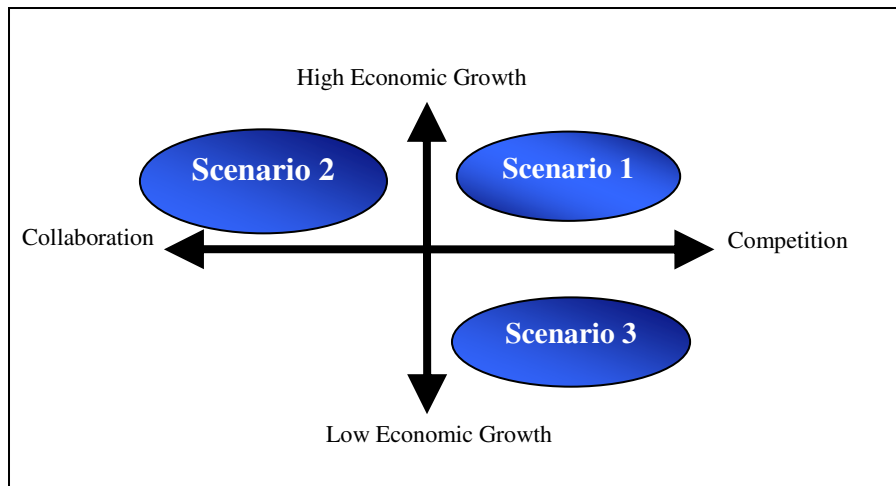 High Economic Growth
Scenario 2
Scenario 1
Collaboration
Competition
Scenario 3
Low Economic Growth